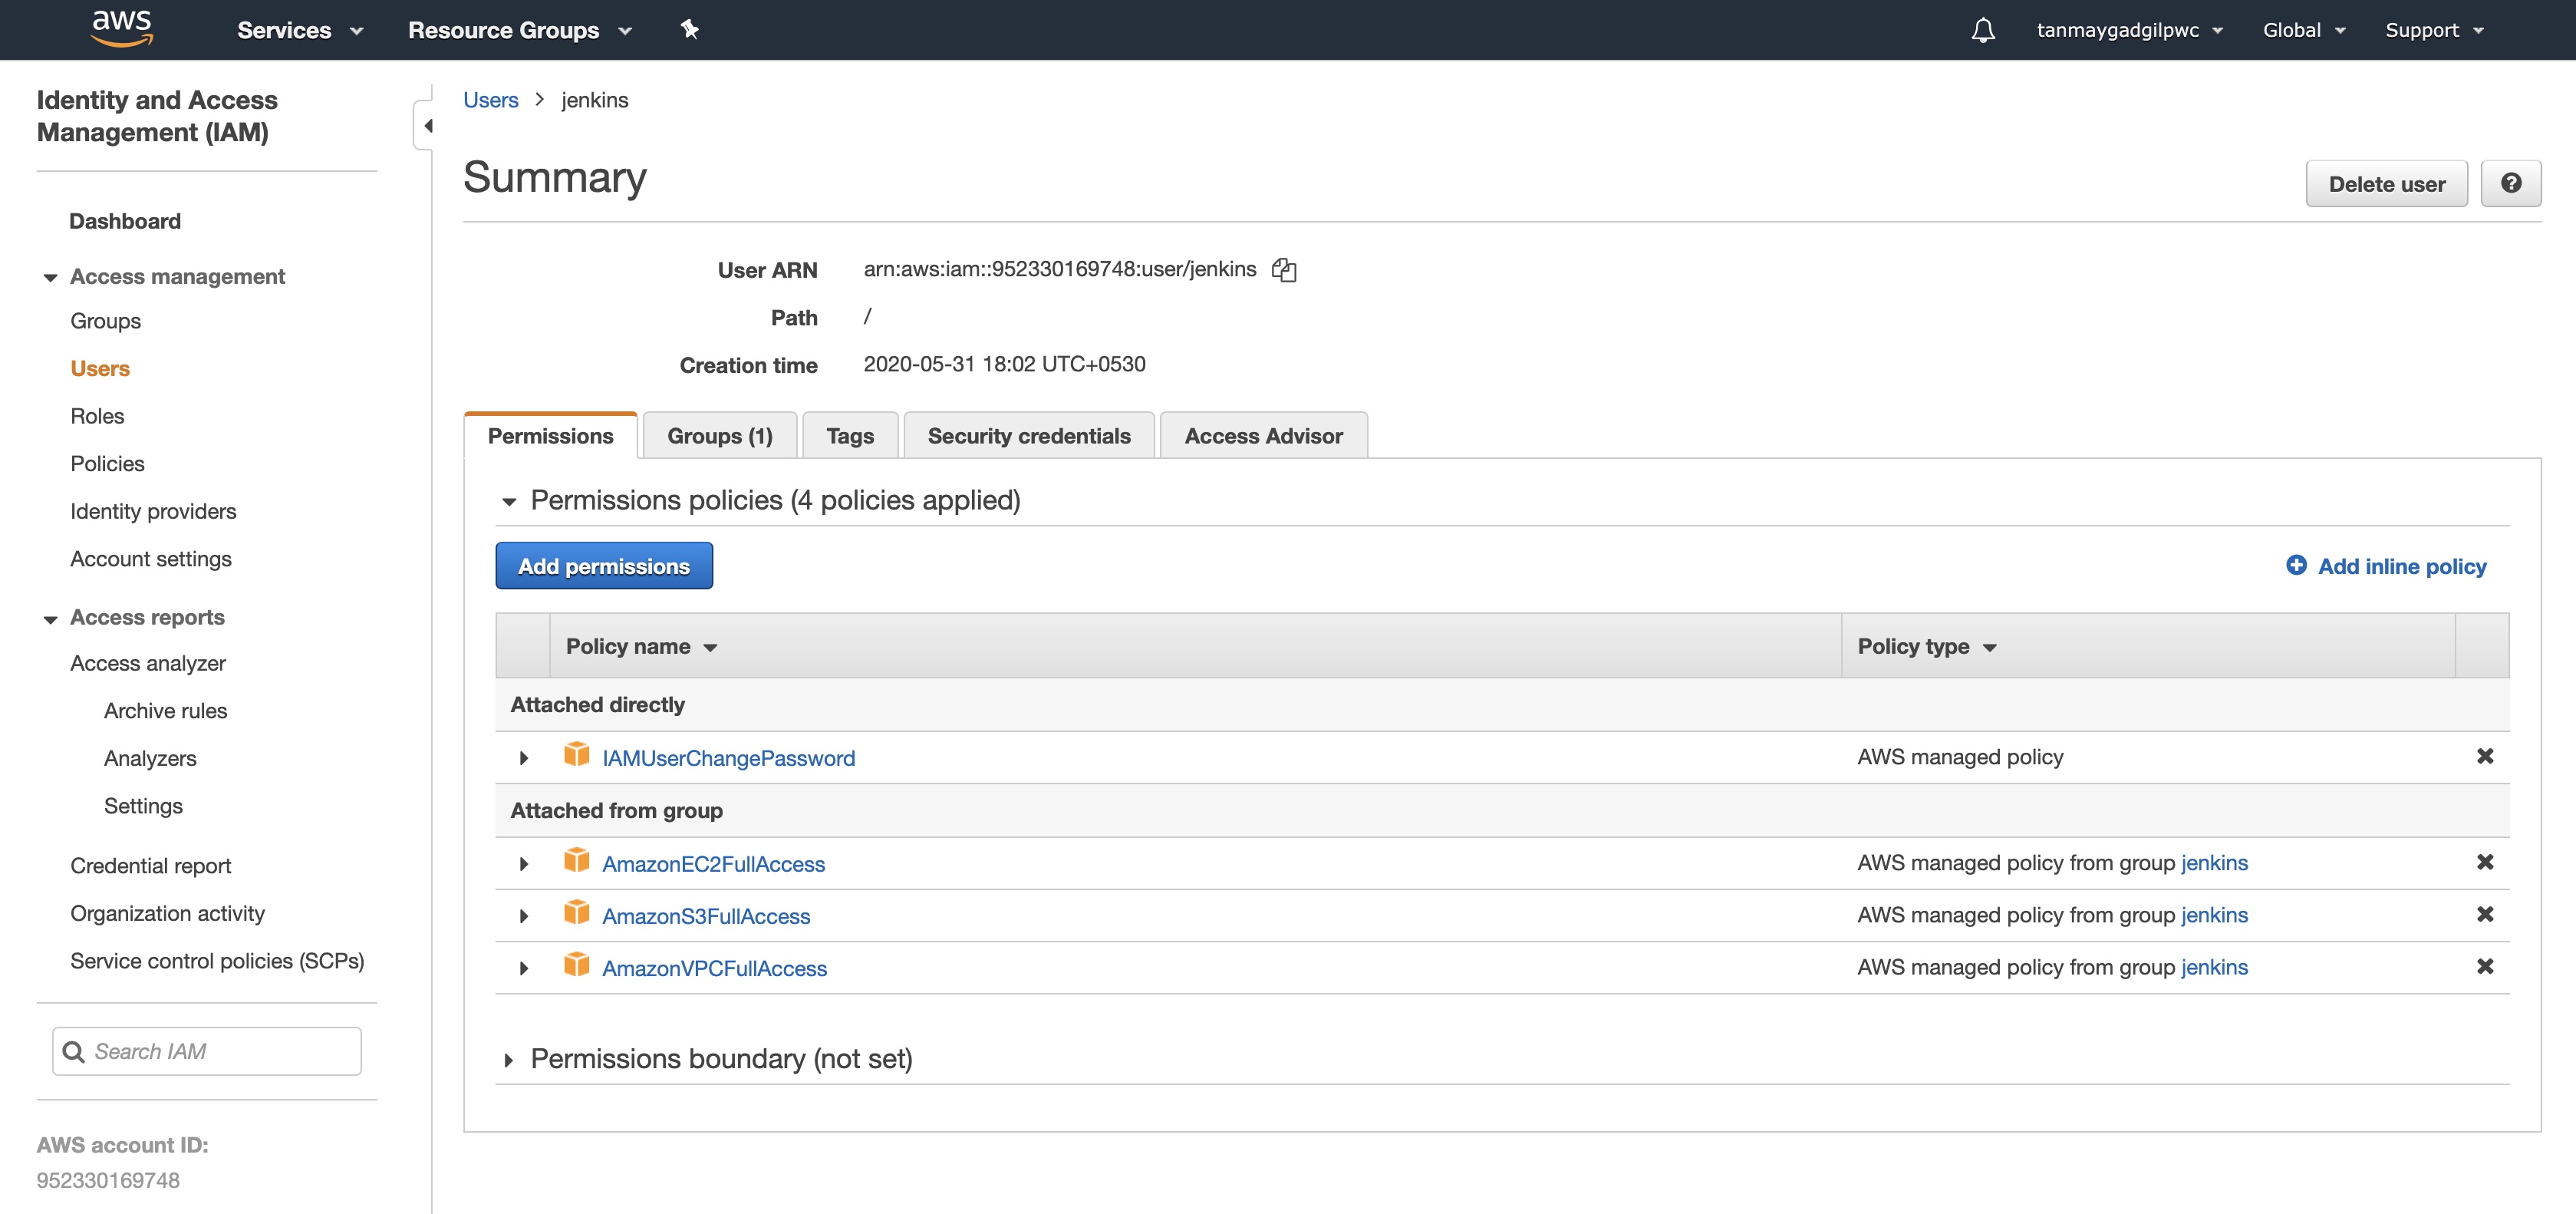 aws Services Resource Groups tanmaygadgilpwc Global Support
Identity and Access
Management (IAM)
Dashboard
Access management
Groups
Users
Roles
Policies
Identity providers
Account settings
Access reports
Access analyzer
Archive rules
Analyzers
Settings
Credential report
Organization activity
Service control policies (SCPs)
Search IAM
AWS account ID:
952330169748
Users > jenkins
Summary
Delete user ?
User ARN arn:aws:iam::952330169748:user/jenkins
Path /
Creation time 2020-05-31 18:02 UTC+0530
Permissions Groups (1) Tags Security credentials Access Advisor
Permissions policies (4 policies applied)
Add permissions Add inline policy
Policy name Policy type
Attached directly
IAMUserChangePassword AWS managed policy
Attached from group
AmazonEC2FullAccess AWS managed policy from group jenkins
AmazonS3FullAccess AWS managed policy from group jenkins
AmazonVPCFullAccess AWS managed policy from group jenkins
Permissions boundary (not set)